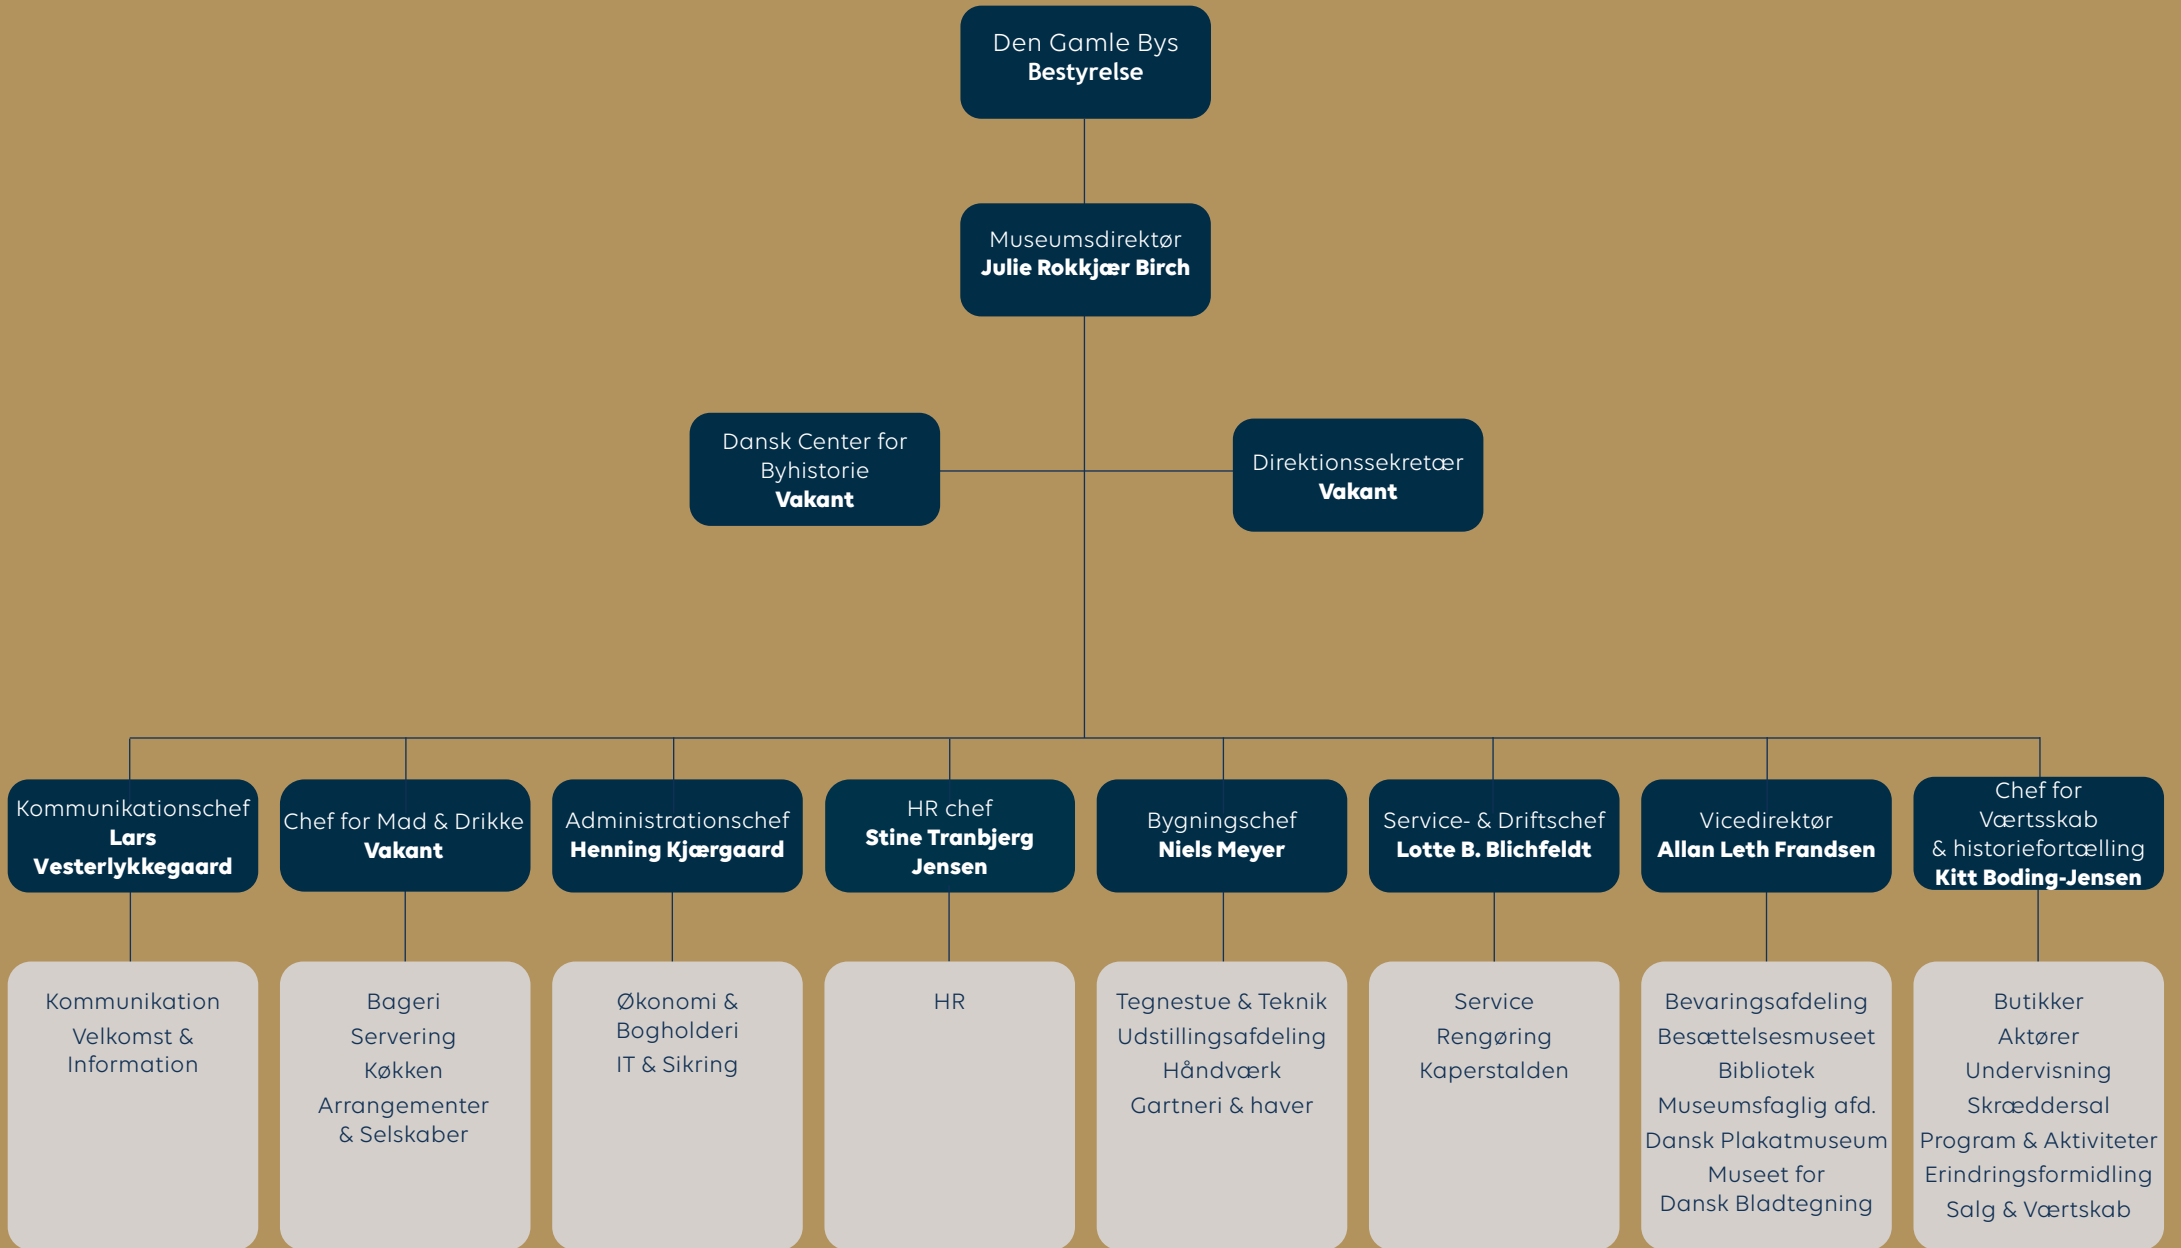 Den Gamle Bys
Bestyrelse
Museumsdirektør
Julie Rokkjær Birch
Dansk Center for
Byhistorie
Vakant
Direktionssekretær
Vakant
Kommunikationschef
Lars
Vesterlykkegaard
Chef for Mad & Drikke
Vakant
Administrationschef
Henning Kjærgaard
HR chef
Stine Tranbjerg
Jensen
Bygningschef
Niels Meyer
Service- & Driftschef
Lotte B. Blichfeldt
Vicedirektør
Allan Leth Frandsen
Chef for
Værtsskab
& historiefortælling
Kitt Boding-Jensen
Kommunikation
Velkomst &
Information
Bageri
Servering
Køkken
Arrangementer
& Selskaber
Økonomi &
Bogholderi
IT & Sikring
HR
Tegnestue & Teknik
Udstillingsafdeling
Håndværk
Gartneri & haver
Service
Rengøring
Kaperstalden
Bevaringsafdeling
Besættelsesmuseet
Bibliotek
Museumsfaglig afd.
Dansk Plakatmuseum
Museet for
Dansk Bladtegning
Butikker
Aktører
Undervisning
Skræddersal
Program & Aktiviteter
Erindringsformidling
Salg & Værtskab